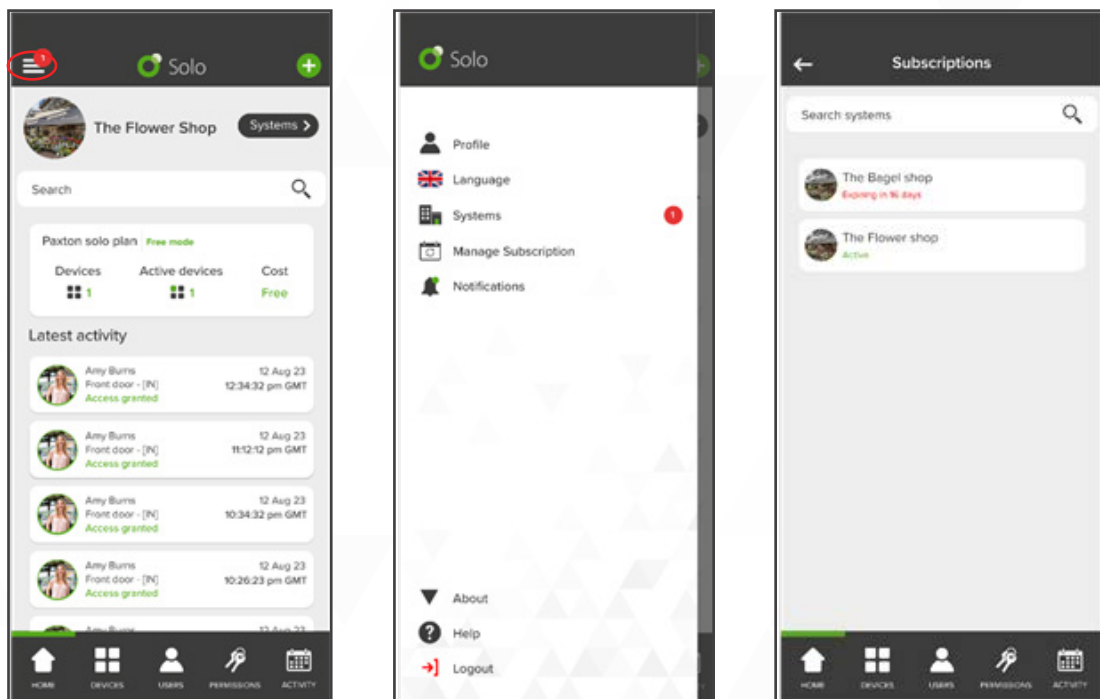 1
Solo
The Flower Shop
Systems
Search
Paxton solo plan Free mode
Devices Active devices Cost
1 1 Free
Latest activity
Amy Burns 12 Aug 23
Front door - [IN] 12:34:32 pm GMT
Access granted
Amy Burns 12 Aug 23
Front door - [IN] 11:12:12 pm GMT
Access granted
Amy Burns 12 Aug 23
Front door - [IN] 10:34:32 pm GMT
Access granted
Amy Burns 12 Aug 23
Front door - [IN] 10:26:23 pm GMT
Access granted
Amy Burns 12 Aug 23
HOME DEVICES USERS PERMISSIONS ACTIVITY
Solo
Profile
Language
Systems 1
Manage Subscription
Notifications
About
Help
Logout
Subscriptions
Search systems
The Bagel shop
Expiring in 16 days
The Flower shop
Active
HOME DEVICES USERS PERMISSIONS ACTIVITY